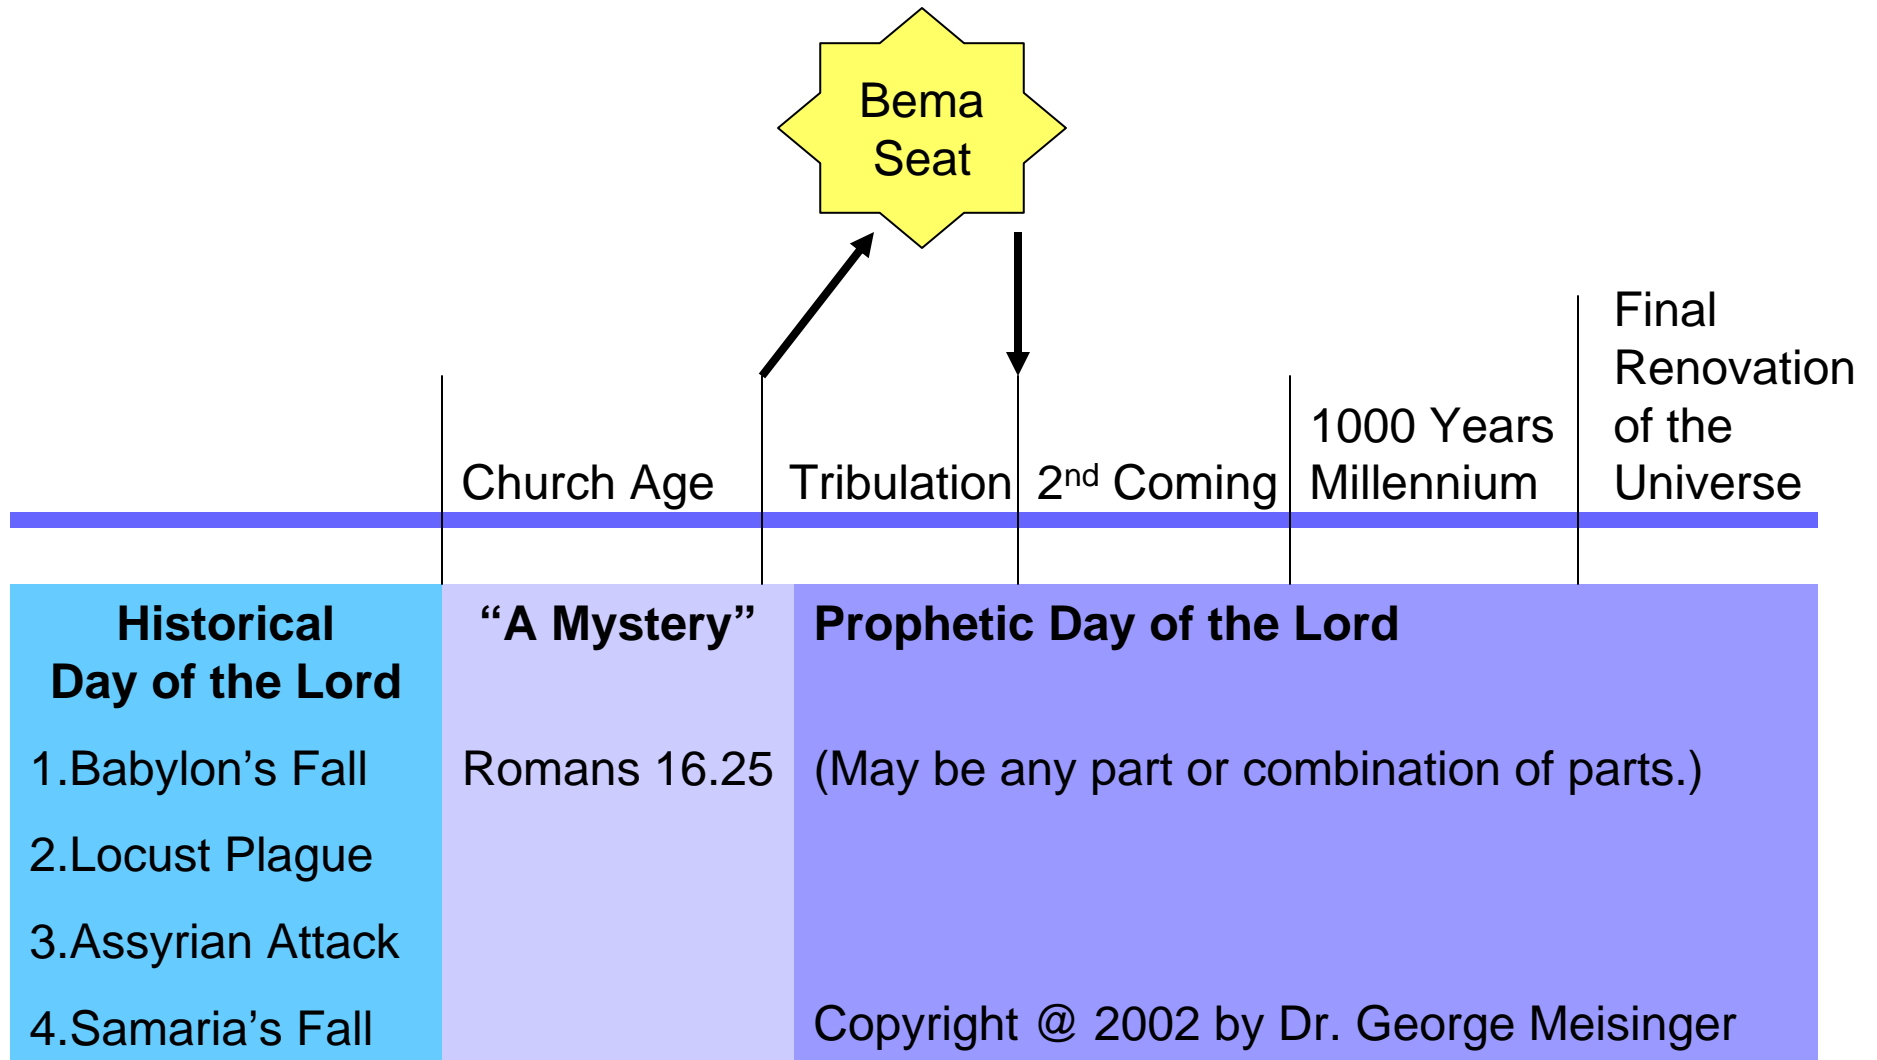 Bema
Seat
Final
Renovation
of the
Universe
1000 Years
Millennium
Church Age
Tribulation
2nd Coming
Historical
Day of the Lord
1.Babylon’s Fall
2.Locust Plague
3.Assyrian Attack
4.Samaria’s Fall
“A Mystery”
Romans 16.25
Prophetic Day of the Lord
(May be any part or combination of parts.)
Copyright @ 2002 by Dr. George Meisinger